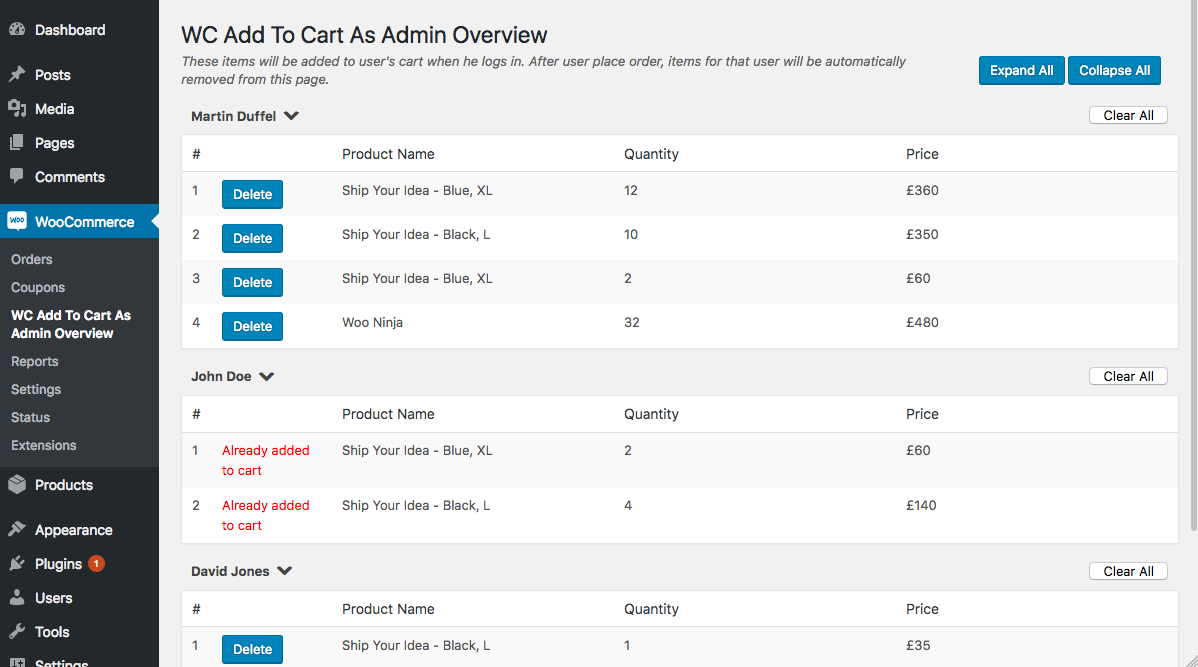 Dashboard
Posts
Media
Pages
Comments
WOO WooCommerce
Orders
Coupons
WC Add To Cart As
Admin Overview
Reports
Settings
Status
Extensions
Products
Appearance
Plugins 1
Users
Tools
Settings
WC Add To Cart As Admin Overview
These items will be added to user's cart when he logs in. After user place order, items for that user will be automatically
removed from this page.
Expand All Collapse All
Martin Duffel Clear All
# Product Name Quantity Price
1 Delete Ship Your Idea - Blue, XL 12 £360
2 Delete Ship Your Idea - Black, L 10 £350
3 Delete Ship Your Idea - Blue, XL 2 £60
4 Delete Woo Ninja 32 £480
John Doe Clear All
# Product Name Quantity Price
1 Already added Ship Your Idea - Blue, XL 2 £60
to cart
2 Already added Ship Your Idea - Black, L 4 £140
to cart
David Jones Clear All
# Product Name Quantity Price
1 Delete Ship Your Idea - Black, L 1 £35